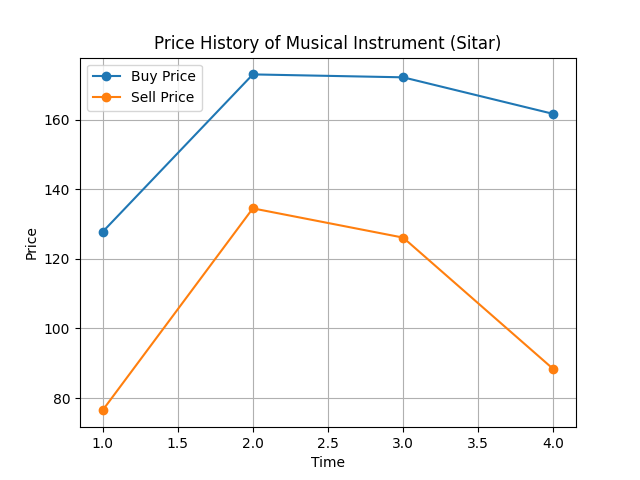 Price History of Musical Instrument (Sitar)
Buy Price
Sell Price
160
140
120
100
80
Price
1.0 1.5 2.0 2.5 3.0 3.5 4.0
Time